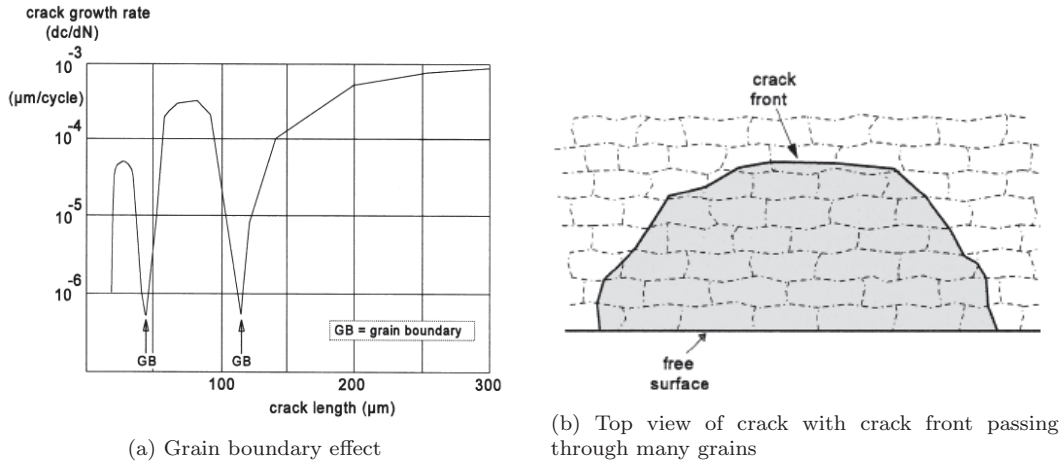 crack growth rate
(dc/dN)
10⁻³
(μm/cycle)
10⁻⁴
10⁻⁵
10⁻⁶
GB
GB
GB = grain boundary
50
100
200
300
crack length (μm)
(a) Grain boundary effect
crack
front
free
surface
(b) Top view of crack with crack front passing
through many grains